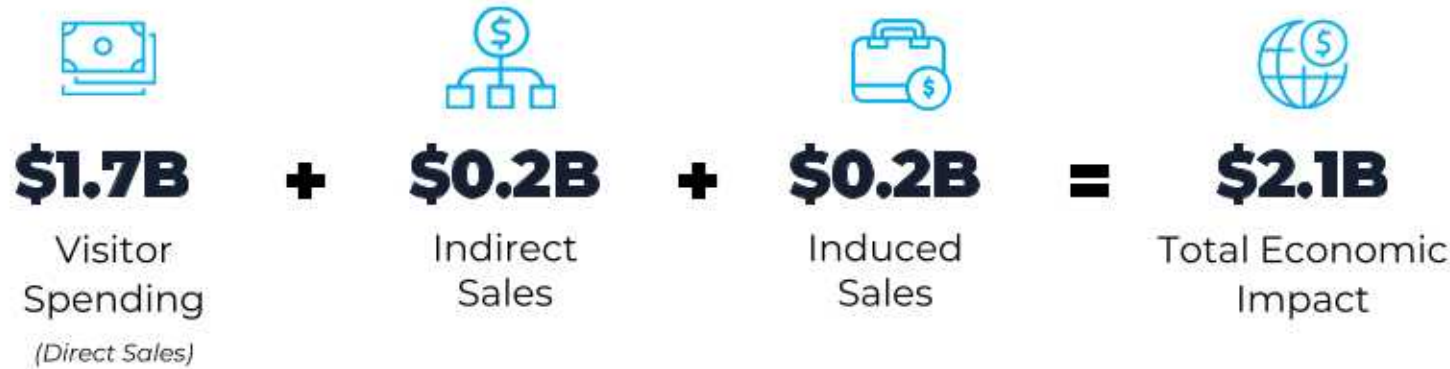 $1.7B + $0.2B + $0.2B = $2.1B
Visitor Indirect Induced Total Economic
Spending Sales Sales Impact
(Direct Sales)